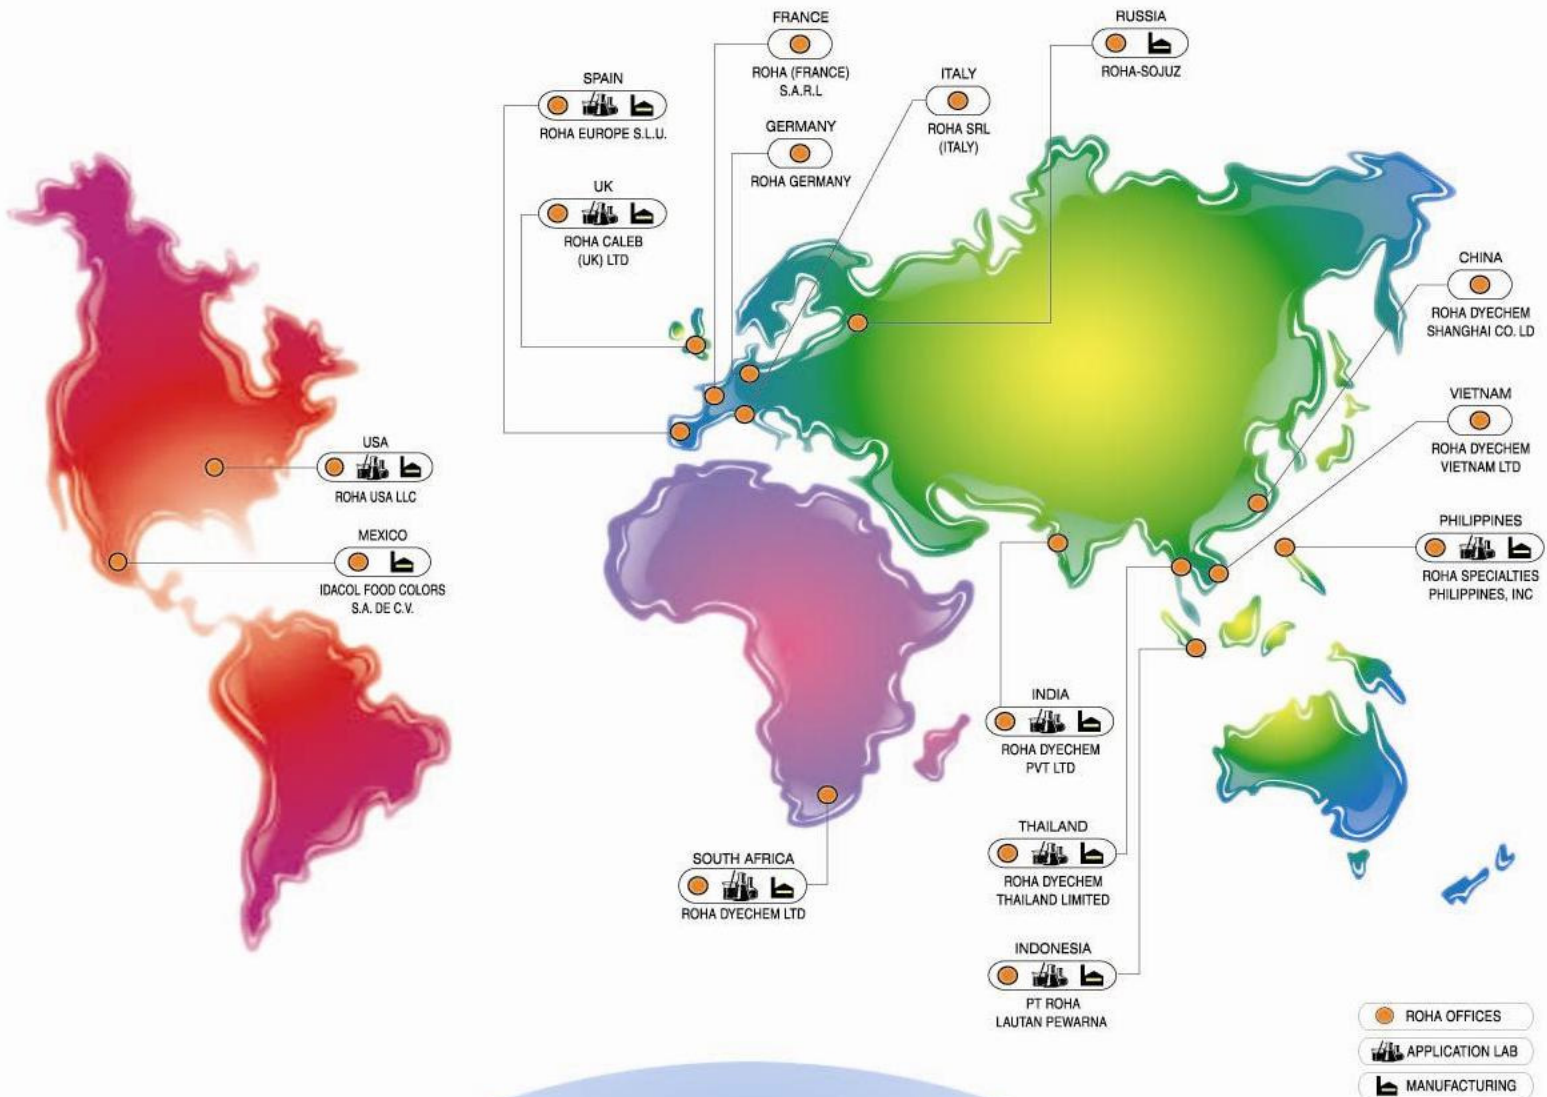 FRANCE
ROHA (FRANCE)
S.A.R.L
RUSSIA
ROHA-SOJUZ
SPAIN
ROHA EUROPE S.L.U.
ITALY
ROHA SRL
(ITALY)
GERMANY
ROHA GERMANY
UK
ROHA CALEB
(UK) LTD
CHINA
ROHA DYECHEM
SHANGHAI CO. LD
VIETNAM
ROHA DYECHEM
VIETNAM LTD
USA
ROHA USA LLC
MEXICO
IDACOL FOOD COLORS
S.A. DE C.V.
PHILIPPINES
ROHA SPECIALTIES
PHILIPPINES, INC
INDIA
ROHA DYECHEM
PVT LTD
THAILAND
ROHA DYECHEM
THAILAND LIMITED
SOUTH AFRICA
ROHA DYECHEM LTD
INDONESIA
PT ROHA
LAUTAN PEWARNA
ROHA OFFICES
APPLICATION LAB
MANUFACTURING